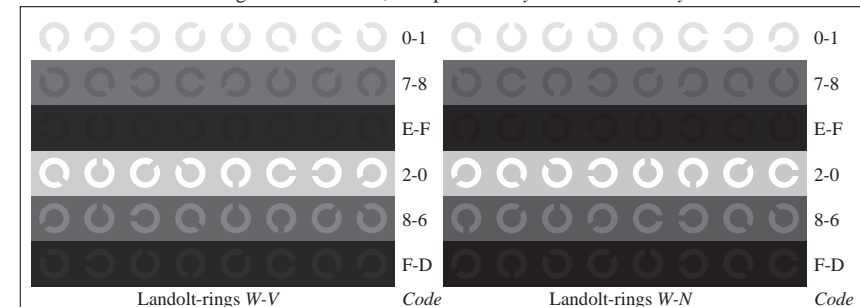 0-1 0-1
7-8 7-8
E-F E-F
2-0 2-0
8-6 8-6
F-D F-D
Landolt-rings W-V Code Landolt-rings W-N Code